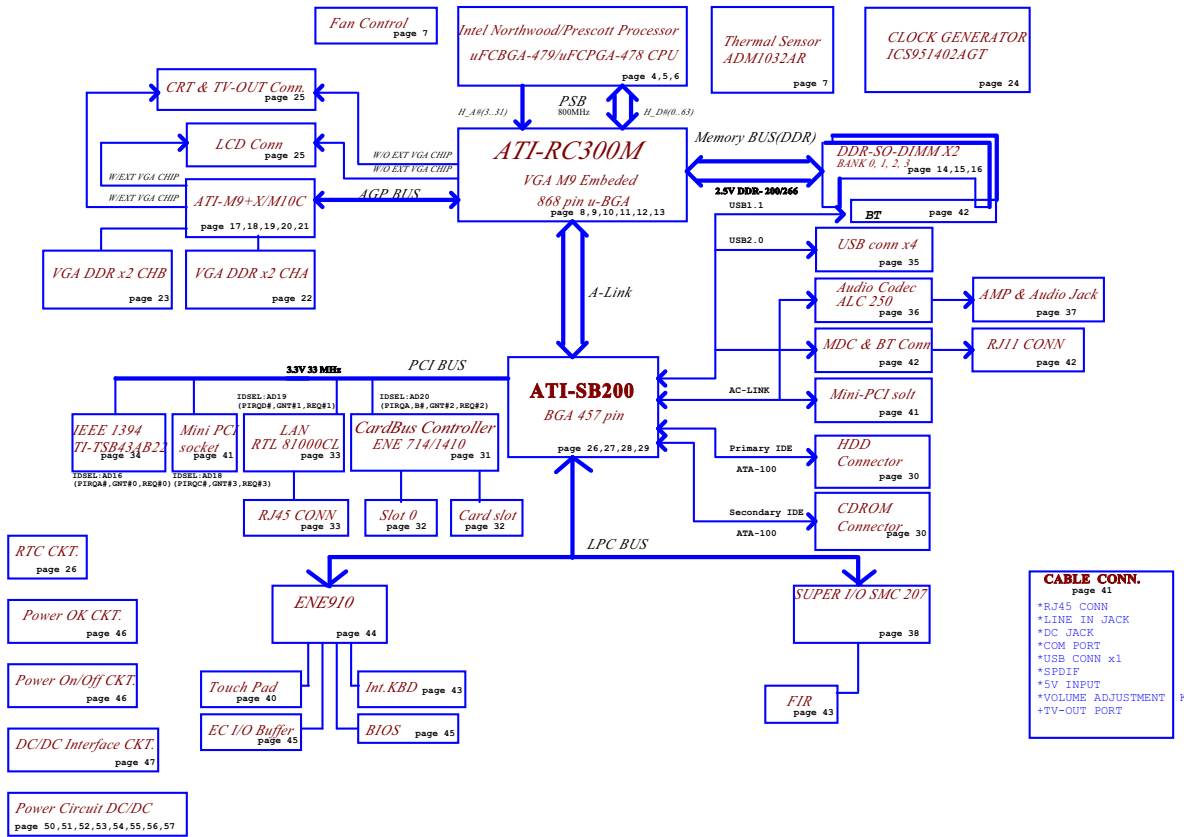 Fan Control
page 7
Intel Northwood/Prescott Processor
uFCBGA-479/uFCPGA-478 CPU
page 4,5,6
Thermal Sensor
ADM1032AR
page 7
CLOCK GENERATOR
ICS951402AGT
page 24
CRT & TV-OUT Conn.
page 25
H_A#(3..31)
PSB
800MHz
H_D#(0..63)
LCD Conn
page 25
W/O EXT VGA CHIP
W/O EXT VGA CHIP
ATI-RC300M
VGA M9 Embeded
868 pin u-BGA
page 8,9,10,11,12,13
Memory BUS(DDR)
2.5V DDR- 200/266
DDR-SO-DIMM X2
BANK 0, 1, 2, 3
page 14,15,16
W/EXT VGA CHIP
W/EXT VGA CHIP
ATI-M9+X/M10C
page 17,18,19,20,21
AGP BUS
USB1.1
BT
page 42
VGA DDR x2 CHB
page 23
VGA DDR x2 CHA
page 22
USB2.0
USB conn x4
page 35
A-Link
Audio Codec
ALC 250
page 36
AMP & Audio Jack
page 37
MDC & BT Conn
page 42
RJ11 CONN
page 42
3.3V 33 MHz
PCI BUS
ATI-SB200
BGA 457 pin
page 26,27,28,29
AC-LINK
Mini-PCI solt
page 41
IDSEL:AD19
(PIRQD#,GNT#1,REQ#1)
IDSEL:AD20
(PIRQA,B#,GNT#2,REQ#2)
IEEE 1394
TI-TSB43AB22
page 34
Mini PCI
socket
page 41
LAN
RTL 81000CL
page 33
CardBus Controller
ENE 714/1410
page 31
Primary IDE
ATA-100
HDD
Connector
page 30
IDSEL:AD16
(PIRQA#,GNT#0,REQ#0)
IDSEL:AD18
(PIRQC#,GNT#3,REQ#3)
RJ45 CONN
page 33
Slot 0
page 32
Card slot
page 32
Secondary IDE
ATA-100
CDROM
Connector
page 30
LPC BUS
RTC CKT.
page 26
Power OK CKT.
page 46
ENE910
page 44
SUPER I/O SMC 207
page 38
CABLE CONN.
page 41
*RJ45 CONN
*LINE IN JACK
*DC JACK
*COM PORT
*USB CONN x1
*SPDIF
*5V INPUT
*VOLUME ADJUSTMENT K
+TV-OUT PORT
Power On/Off CKT.
page 46
Touch Pad
page 40
Int.KBD
page 43
FIR
page 43
EC I/O Buffer
page 45
BIOS
page 45
DC/DC Interface CKT.
page 47
Power Circuit DC/DC
page 50,51,52,53,54,55,56,57